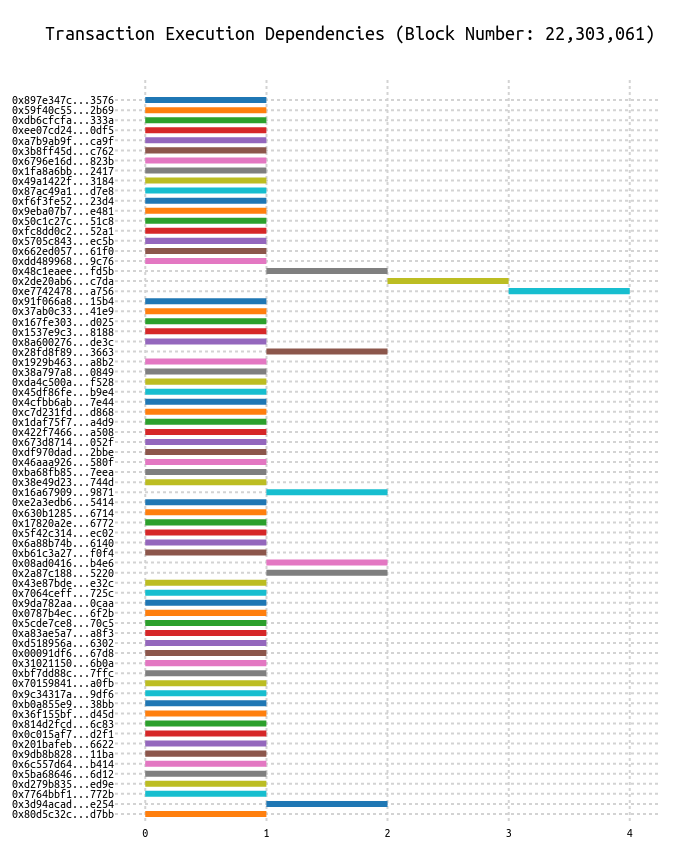 Transaction Execution Dependencies (Block Number: 22,303,061)
0x897e347c...3576
0x59f40c55...2b69
0xdb6cfcfa...333a
0xee07cd24...0df5
0xa7b9ab9f...ca9f
0x3b8ff45d...c762
0x6796e16d...823b
0x1fa8a6bb...2417
0x49a1422f...3184
0x87ac49a1...d7e8
0xf6f3fe52...23d4
0x9eba07b7...e481
0x50c1c27c...51c8
0xfc8dd0c2...52a1
0x5705c843...ec5b
0x662ed057...61f0
0xdd489968...9c76
0x48c1eaee...fd5b
0x2de20ab6...c7da
0xe7742478...a756
0x91f066a8...15b4
0x37ab0c33...41e9
0x167fe303...d025
0x1537e9c3...8188
0x8a600276...de3c
0x28fd8f89...3663
0x1929b463...a8b2
0x38a797a8...0849
0xda4c500a...f528
0x45df86fe...b9e4
0x4cfbb6ab...7e44
0xc7d231fd...d868
0x1daf75f7...a4d9
0x422f7466...a508
0x673d8714...052f
0xdf970dad...2bbe
0x46aaa926...580f
0xba68fb85...7eea
0x38e49d23...744d
0x16a67909...9871
0xe2a3edb6...5414
0x630b1285...6714
0x17820a2e...6772
0x5f42c314...ec02
0x6a88b74b...6140
0xb61c3a27...f0f4
0x08ad0416...b4e6
0x2a87c188...5220
0x43e87bde...e32c
0x7064ceff...725c
0x9da782aa...0caa
0x0787b4ec...6f2b
0x5cde7ce8...70c5
0xa83ae5a7...a8f3
0xd518956a...6302
0x00091df6...67d8
0x31021150...6b0a
0xbf7dd88c...7ffc
0x70159841...a0fb
0x9c34317a...9df6
0xb0a855e9...38bb
0x36f155bf...d45d
0x814d2fcd...6c83
0x0c015af7...d2f1
0x201bafeb...6622
0x9db8b828...11ba
0x6c557d64...b414
0x5ba68646...6d12
0xd279b835...ed9e
0x7764bbf1...772b
0x3d94acad...e254
0x80d5c32c...d7bb
0 1 2 3 4